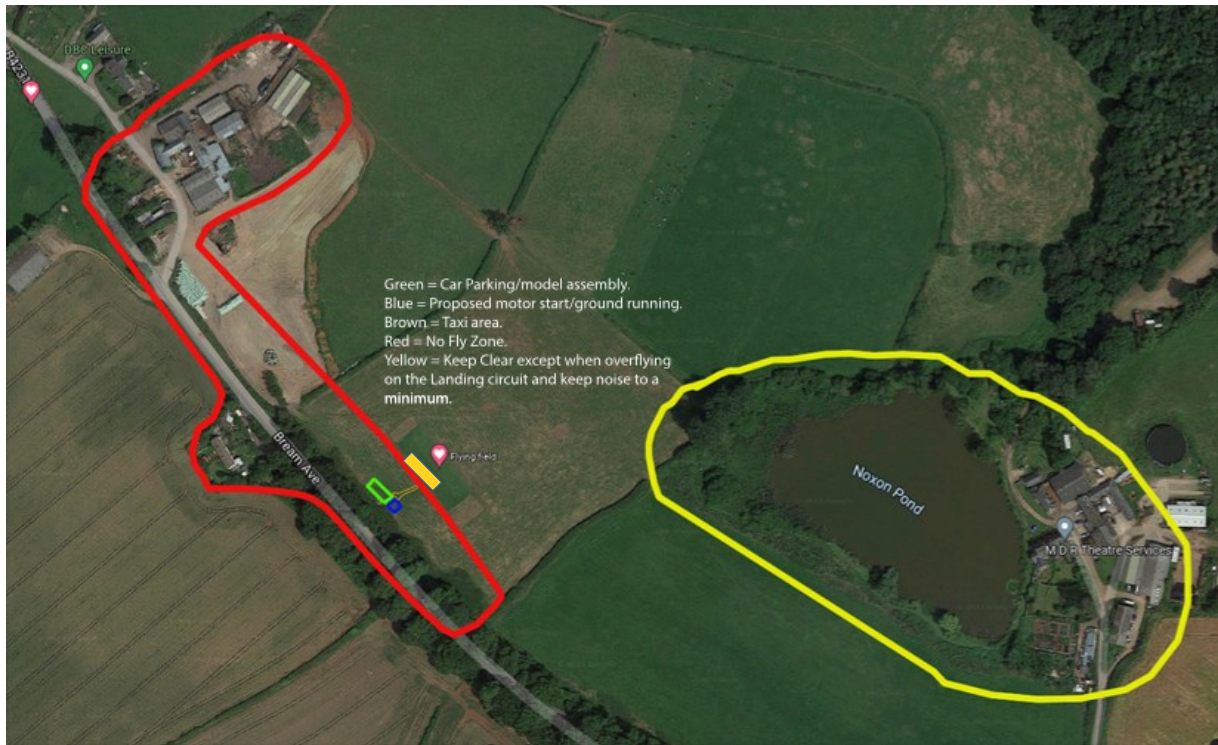 DBC Leisure
B4231
Green = Car Parking/model assembly.
Blue = Proposed motor start/ground running.
Brown = Taxi area.
Red = No Fly Zone.
Yellow = Keep Clear except when overflying
on the Landing circuit and keep noise to a
minimum.
Bream Ave
Flying field
Noxon Pond
M D R Theatre Services